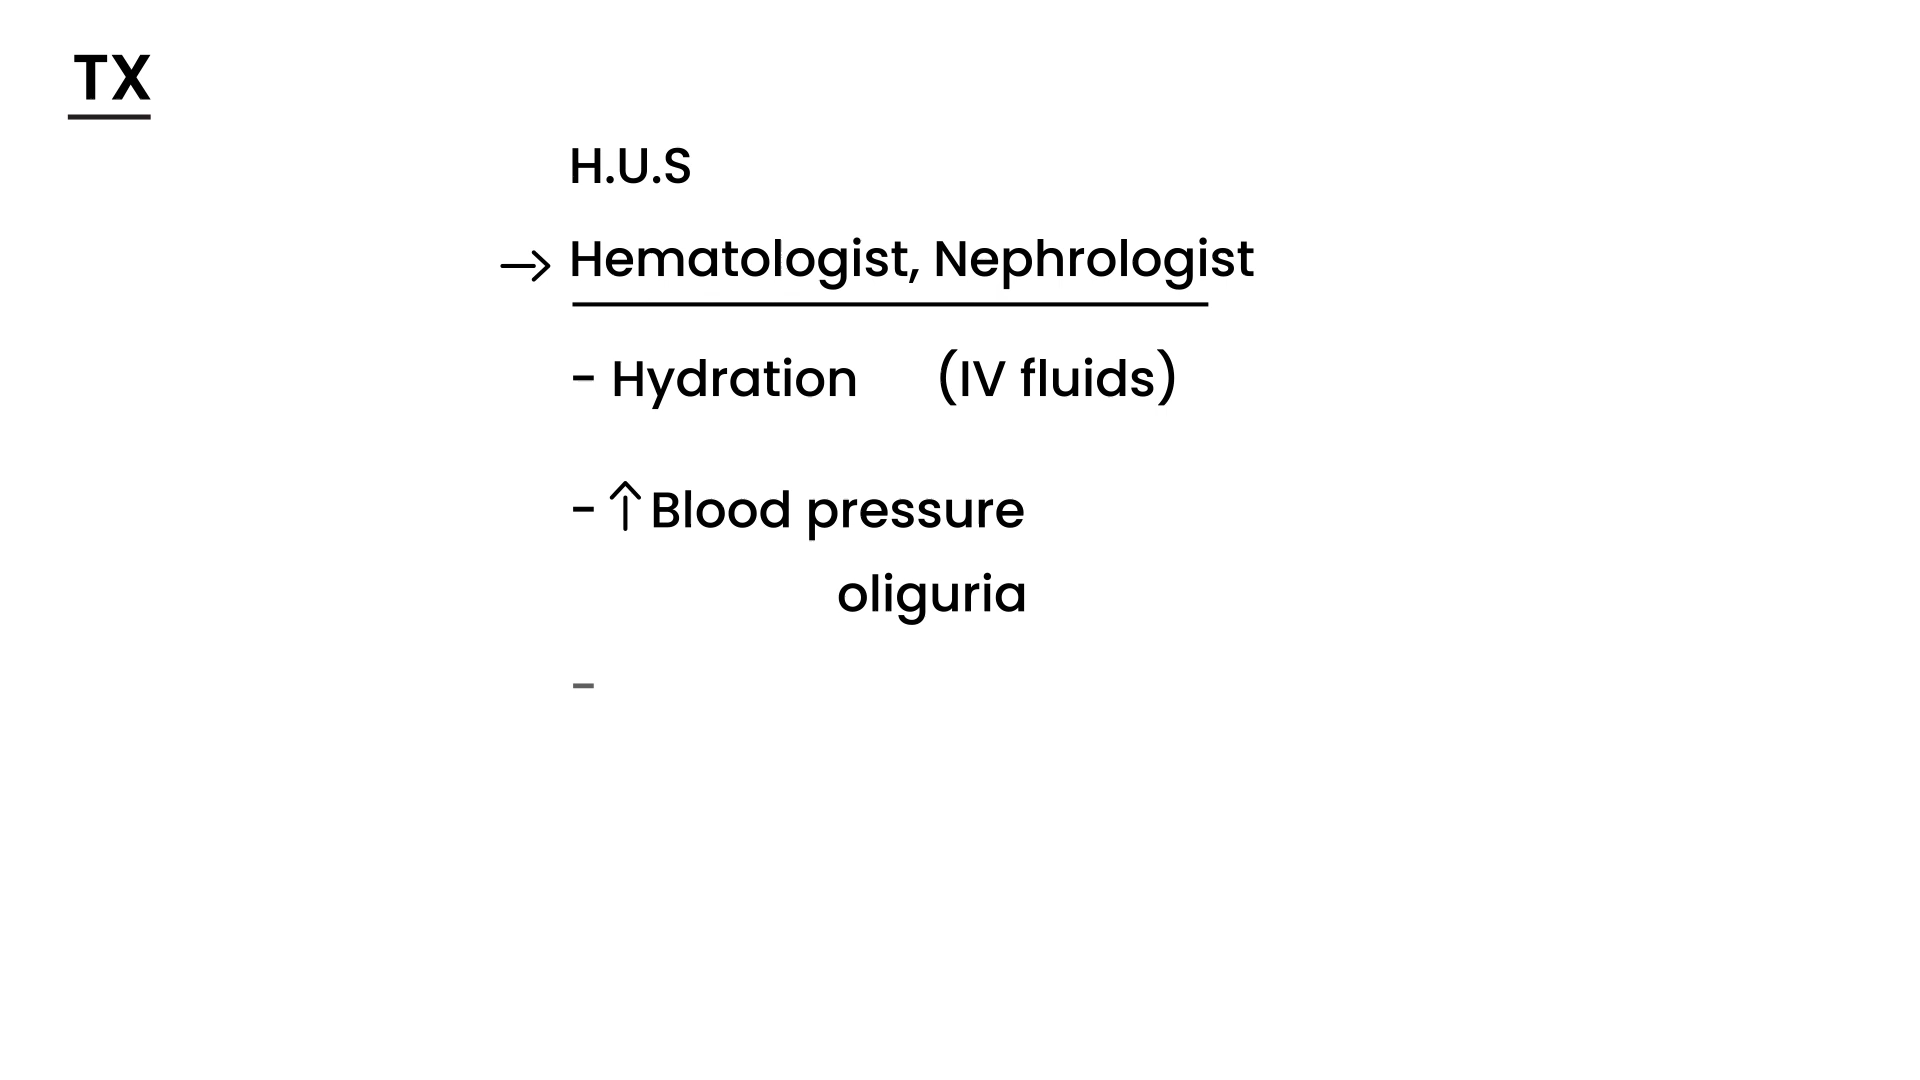 TX
H.U.S
→ Hematologist, Nephrologist
- Hydration (IV fluids)
- ↑ Blood pressure
oliguria
-